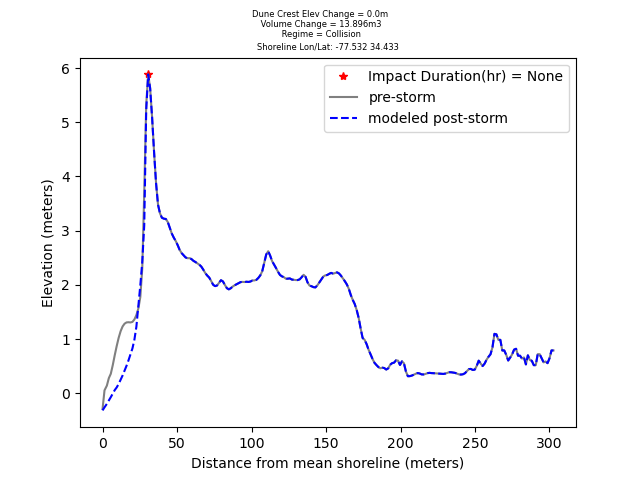 Dune Crest Elev Change = 0.0m
Volume Change = 13.896m3
Regime = Collision
Shoreline Lon/Lat: -77.532 34.433
Impact Duration(hr) = None
pre-storm
modeled post-storm
Elevation (meters)
6
5
4
3
2
1
0
0 50 100 150 200 250 300
Distance from mean shoreline (meters)